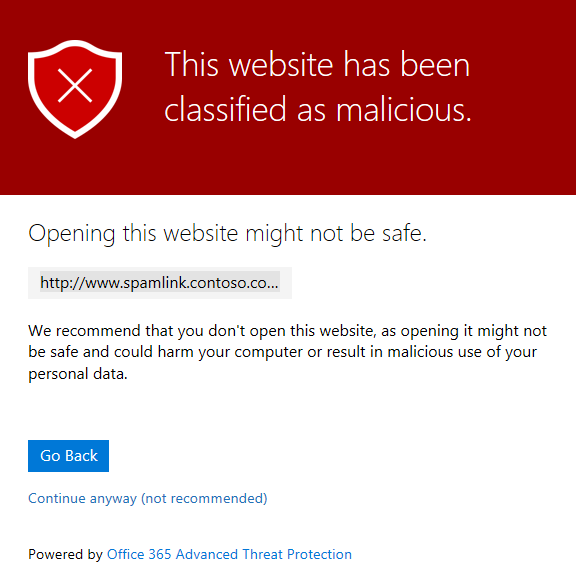 This website has been
classified as malicious.
Opening this website might not be safe.
http://www.spamlink.contoso.co...
We recommend that you don't open this website, as opening it might not
be safe and could harm your computer or result in malicious use of your
personal data.
Go Back
Continue anyway (not recommended)
Powered by Office 365 Advanced Threat Protection